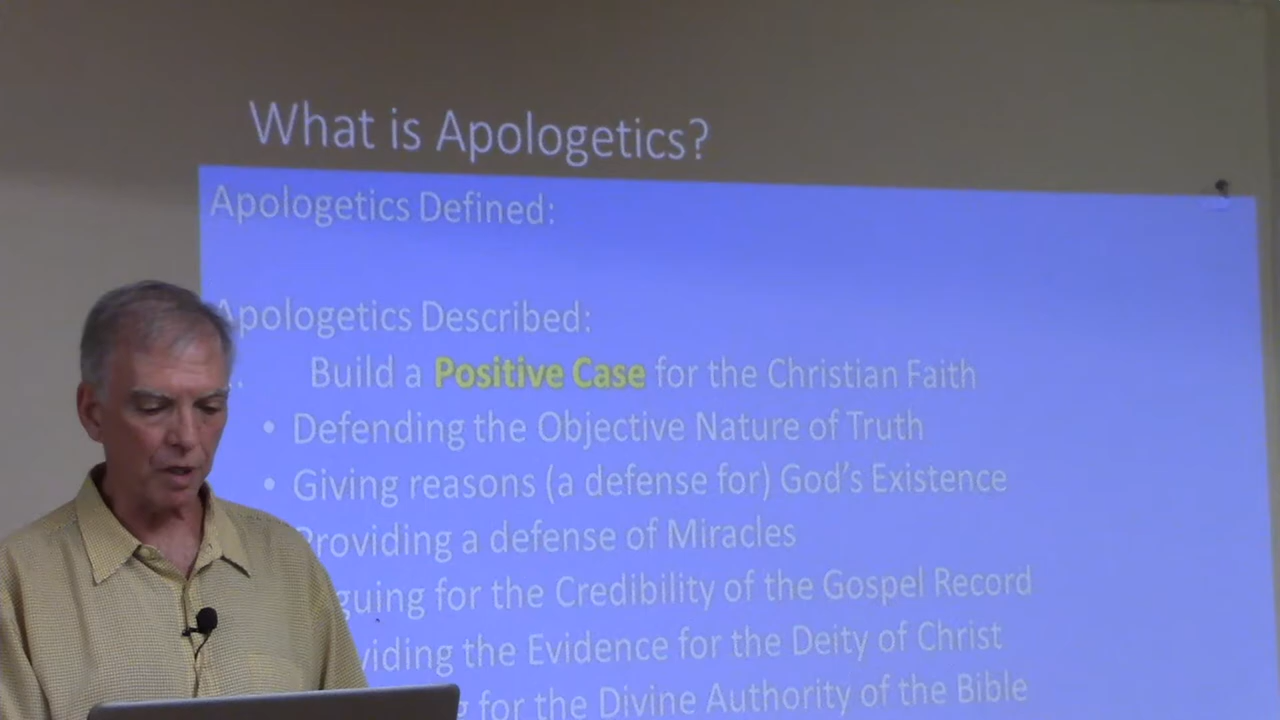 What is Apologetics?
Apologetics Defined:
Apologetics Described:
Build a Positive Case for the Christian Faith
• Defending the Objective Nature of Truth
• Giving reasons (a defense for) God's Existence
Providing a defense of Miracles
for the Credibility of the Gospel Record
the Evidence for the Deity of Christ
for the Divine Authority of the Bible